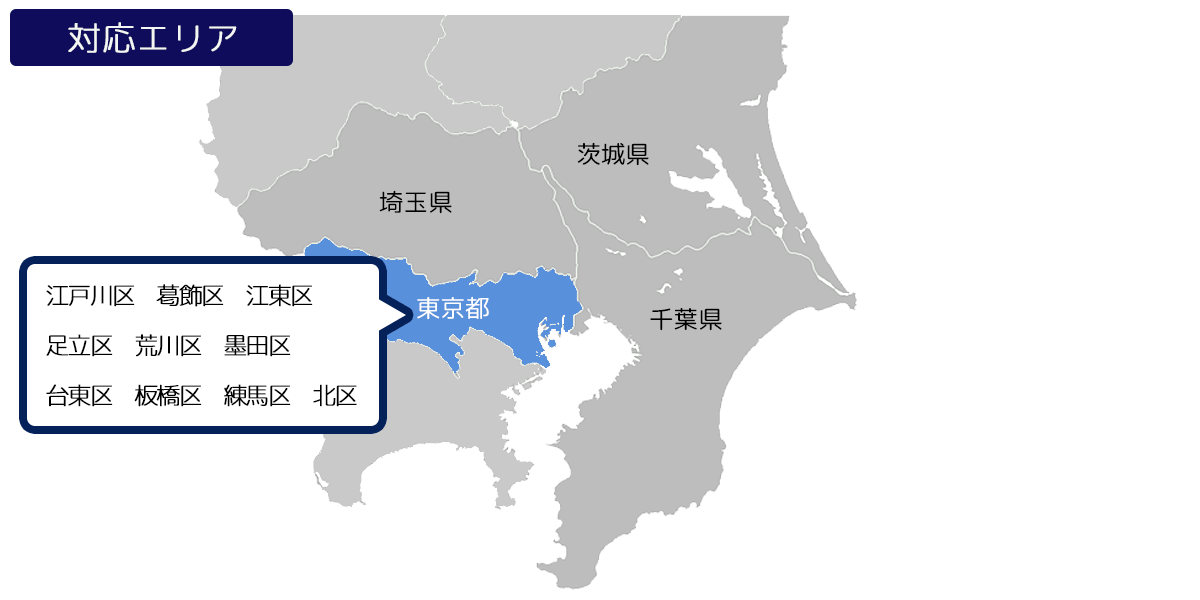 対応エリア
茨城県
埼玉県
江戸川区　葛飾区　江東区
東京都
千葉県
足立区　荒川区　墨田区
台東区　板橋区　練馬区　北区